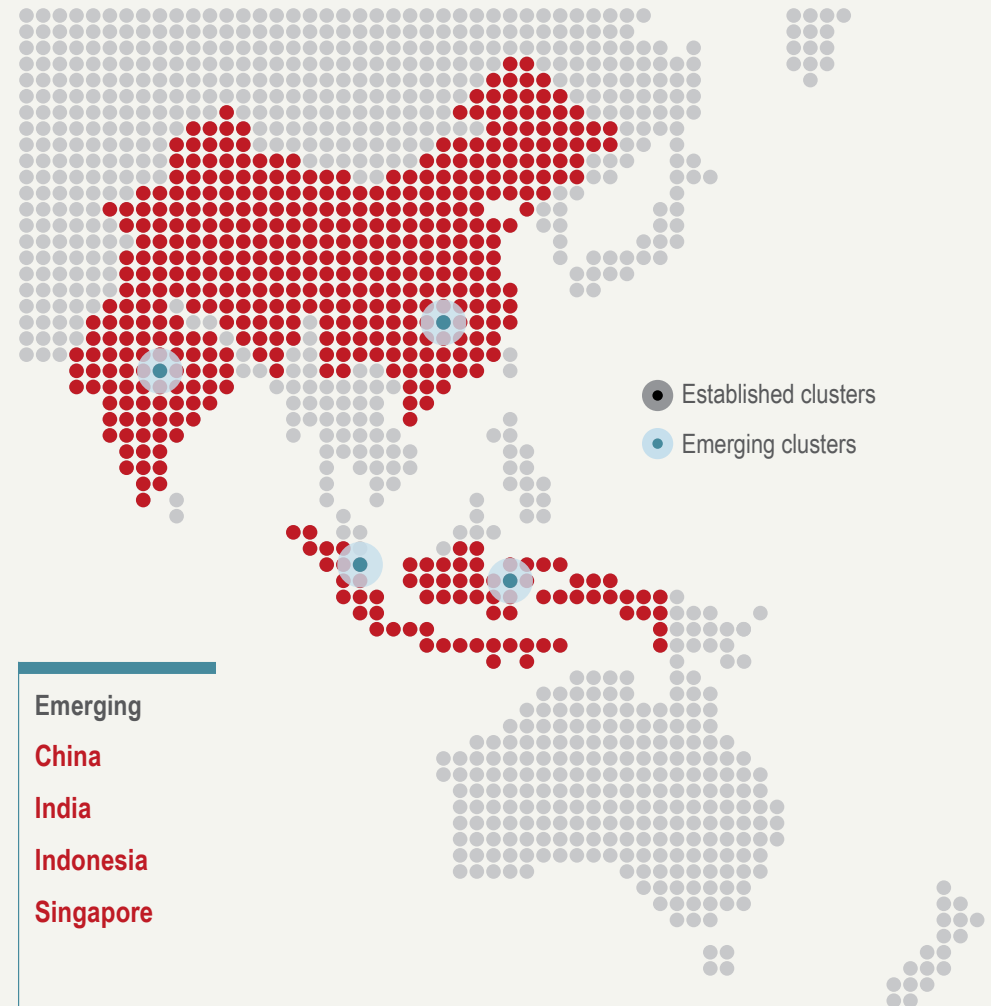 Established clusters
Emerging clusters
Emerging
China
India
Indonesia
Singapore